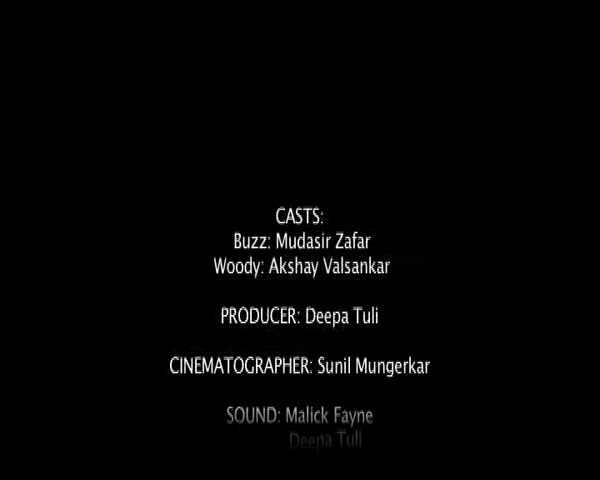 CASTS:
Buzz: Mudasir Zafar
Woody: Akshay Valsankar
PRODUCER: Deepa Tuli
CINEMATOGRAPHER: Sunil Mungerkar
SOUND: Malick Fayne
Deepa Tuli